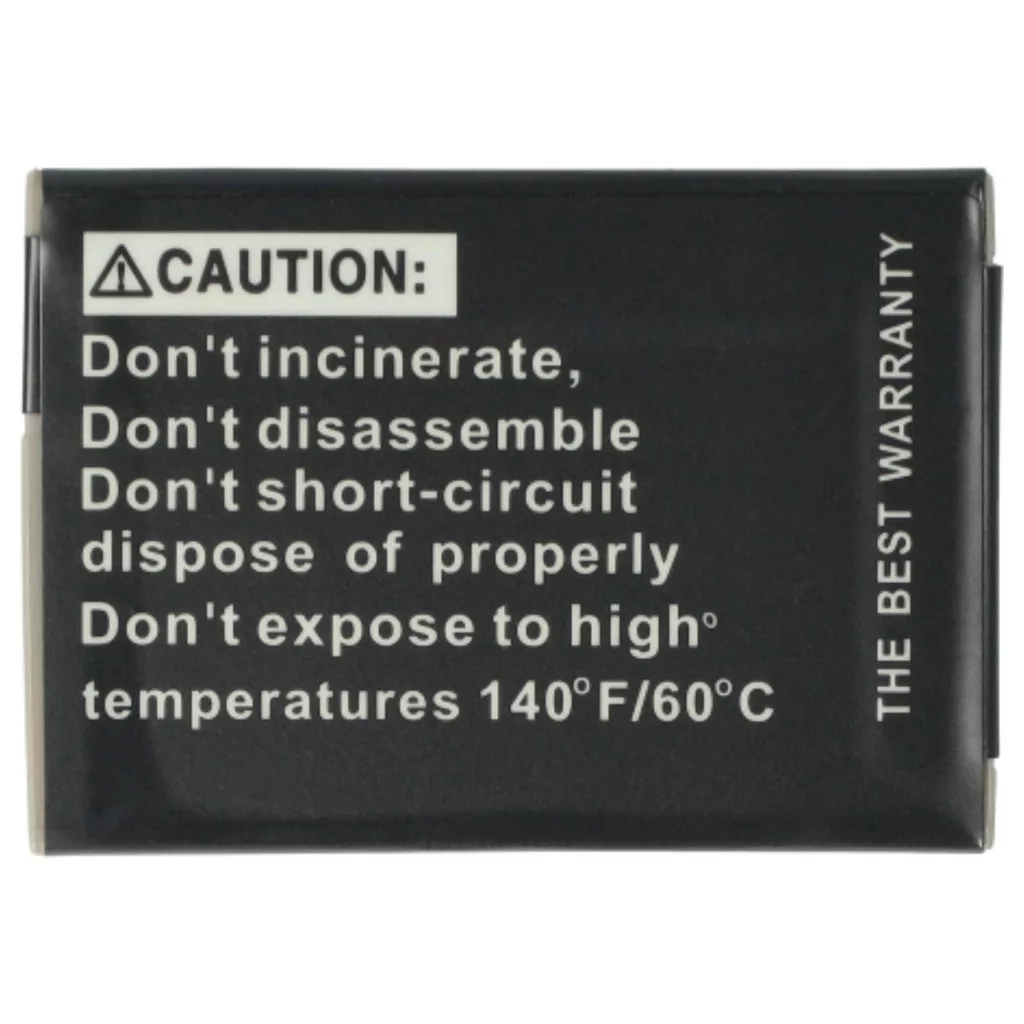 ⚠CAUTION:
Don't incinerate,
Don't disassemble
Don't short-circuit
dispose of properly
Don't expose to high°
temperatures 140°F/60°C
THE BEST WARRANTY